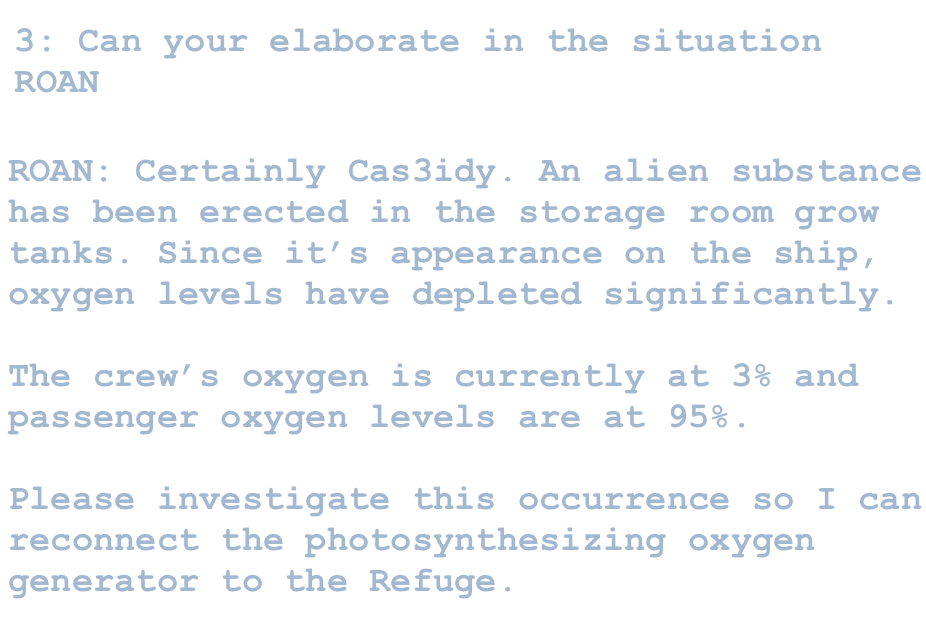 3: Can your elaborate in the situation
ROAN
ROAN: Certainly Cas3idy. An alien substance
has been erected in the storage room grow
tanks. Since it’s appearance on the ship,
oxygen levels have depleted significantly.
The crew’s oxygen is currently at 3% and
passenger oxygen levels are at 95%.
Please investigate this occurrence so I can
reconnect the photosynthesizing oxygen
generator to the Refuge.